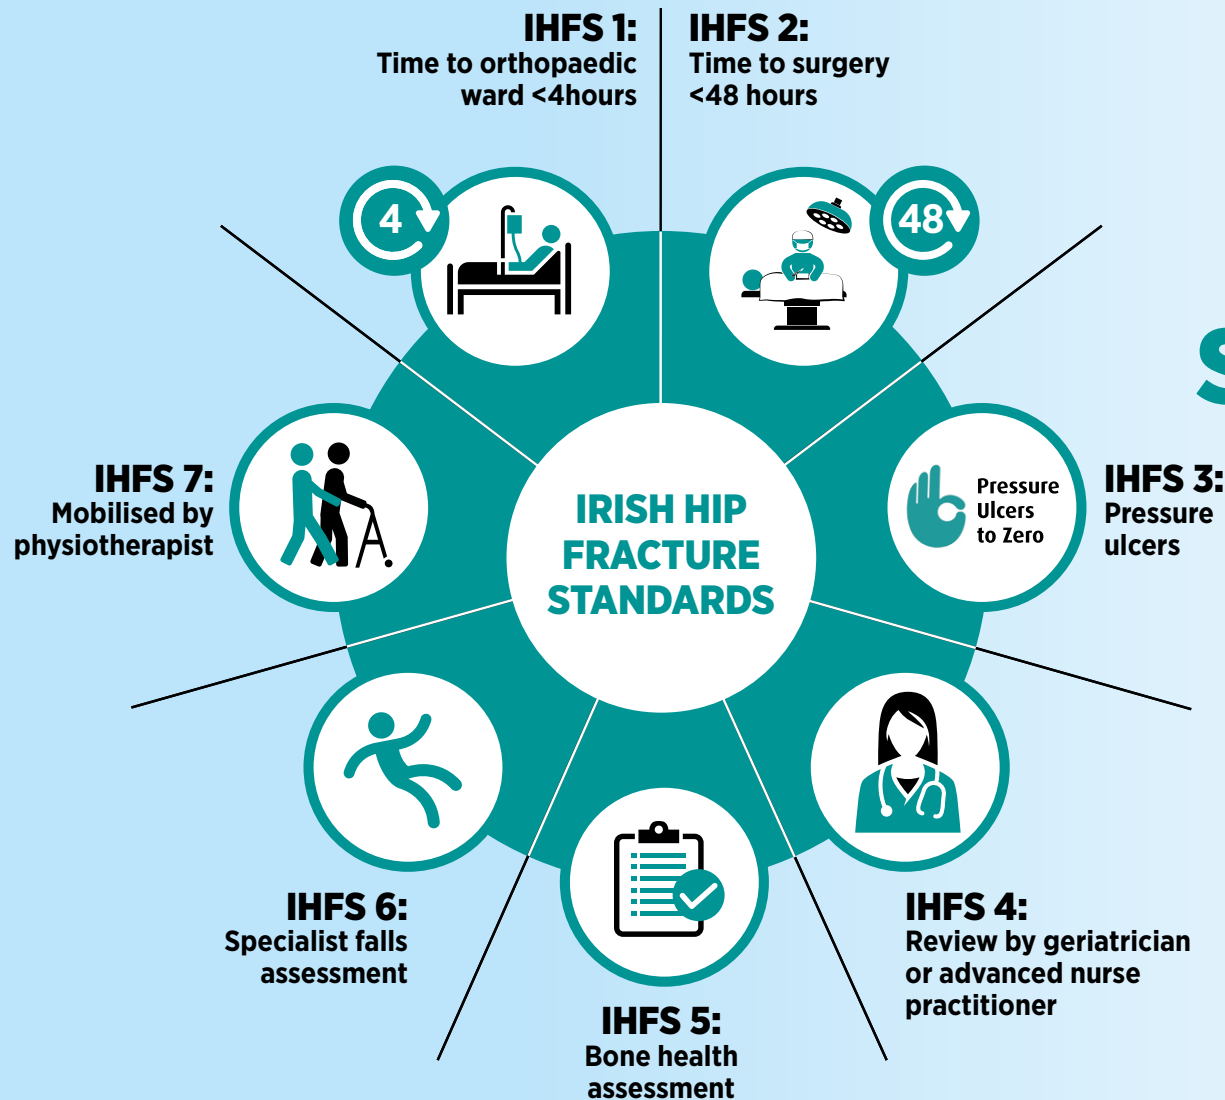 IHFS 1:
Time to orthopaedic
ward <4hours
IHFS 2:
Time to surgery
<48 hours
4
48
IHFS 3:
Pressure
ulcers
Pressure
Ulcers
to Zero
IHFS 4:
Review by geriatrician
or advanced nurse
practitioner
IHFS 5:
Bone health
assessment
IHFS 6:
Specialist falls
assessment
IHFS 7:
Mobilised by
physiotherapist
IRISH HIP
FRACTURE
STANDARDS